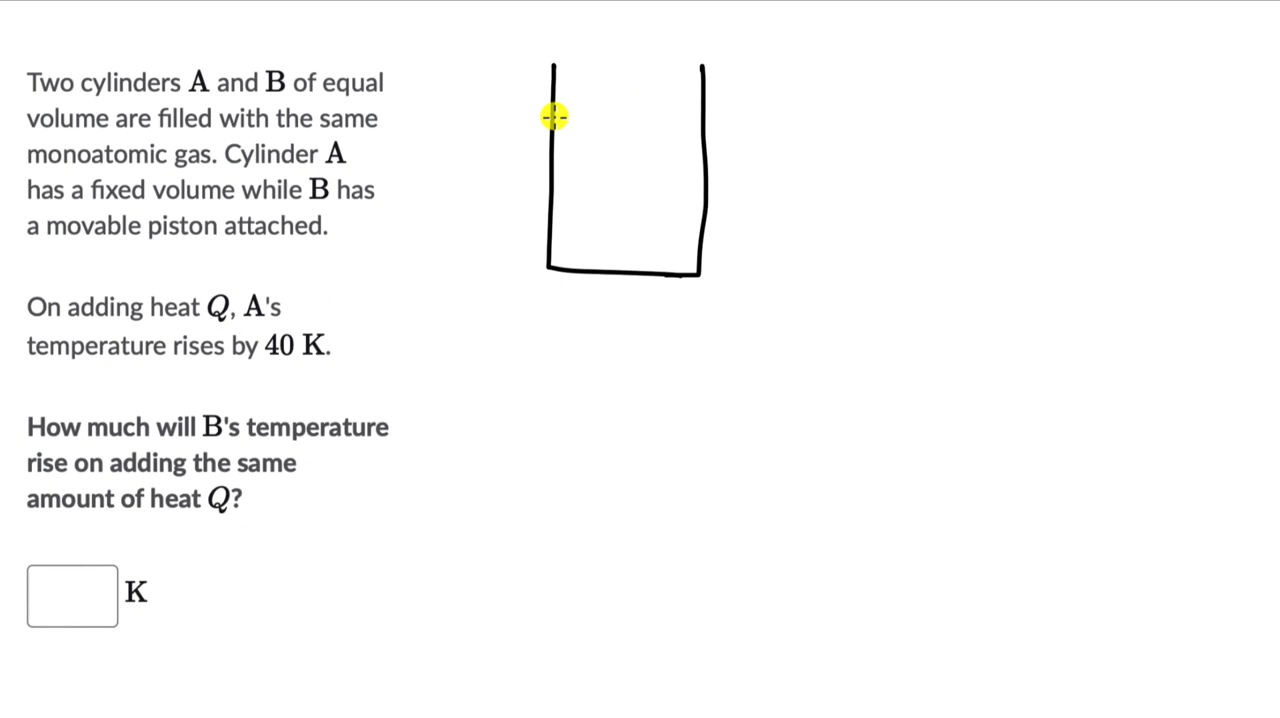 Two cylinders A and B of equal
volume are filled with the same
monoatomic gas. Cylinder A
has a fixed volume while B has
a movable piston attached.
On adding heat Q, A's
temperature rises by 40 K.
How much will B's temperature
rise on adding the same
amount of heat Q?
K